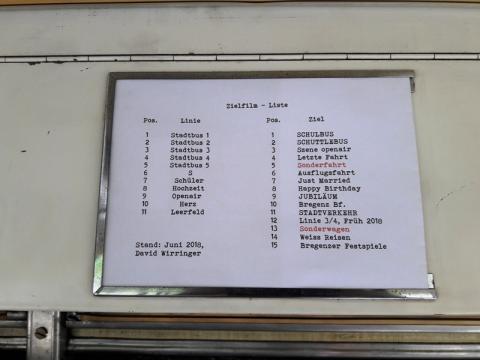 Zielfilm - Liste
Pos. Linie Pos. Ziel
1 Stadtbus 1 1 SCHULBUS
2 Stadtbus 2 2 SCHUTTLEBUS
3 Stadtbus 3 3 Szene openair
4 Stadtbus 4 4 Letzte Fahrt
5 Stadtbus 5 5 Sonderfahrt
6 S 6 Ausflugsfahrt
7 Schüler 7 Just Married
8 Hochzeit 8 Happy Birthday
9 Openair 9 JUBILÄUM
10 Herz 10 Bregenz Bf.
11 Leerfeld 11 STADTVERKEHR
12 Linie 3/4, Früh 2018
13 Sonderwagen
14 Weiss Reisen
Stand: Juni 2018, 15 Bregenzer Festspiele
David Wirringer